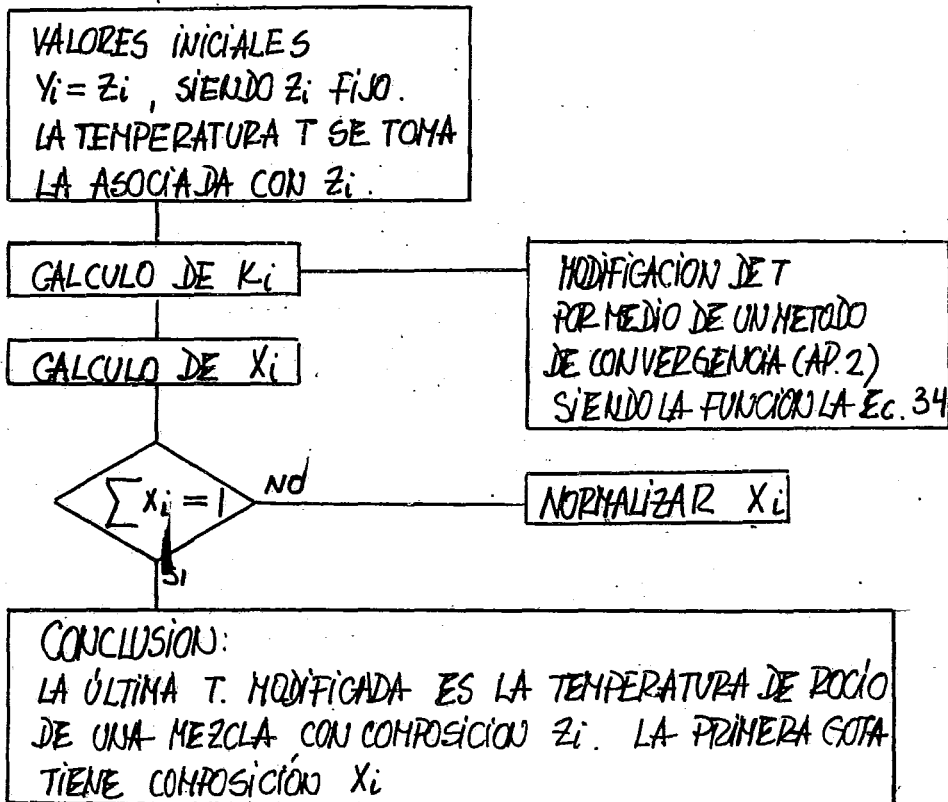 VALORES INICIALES
Yi = Zi, SIENDO Zi FIJO.
LA TEMPERATURA T SE TOMA
LA ASOCIADA CON Zi.
CALCULO DE Ki
MODIFICACION DE T
POR MEDIO DE UN METODO
DE CONVERGENCIA (AP. 2)
SIENDO LA FUNCION LA EC. 34
CALCULO DE Xi
∑ Xi = 1
NO
NORMALIZAR Xi
SI
CONCLUSION:
LA ÚLTIMA T. MODIFICADA ES LA TEMPERATURA DE ROCIO
DE UNA MEZCLA CON COMPOSICION Zi. LA PRIMERA GOTA
TIENE COMPOSICIÓN Xi